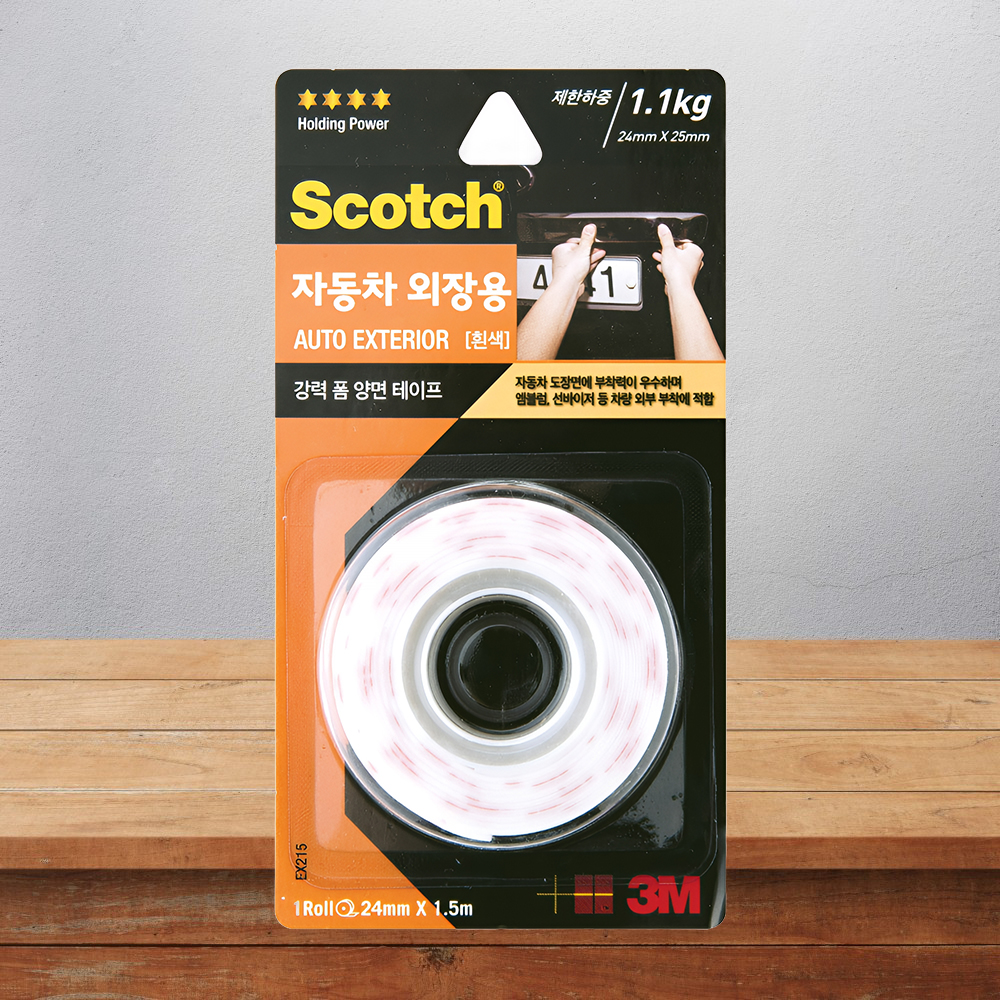 Holding Power
제한하중
1.1kg
24mm X 25mm
Scotch®
4 41
자동차 외장용
AUTO EXTERIOR [흰색]
강력 폼 양면 테이프
자동차 도장면에 부착력이 우수하며
엠블럼, 선바이저 등 차량 외부 부착에 적합
EX215
1Roll 24mm X 1.5m
3M